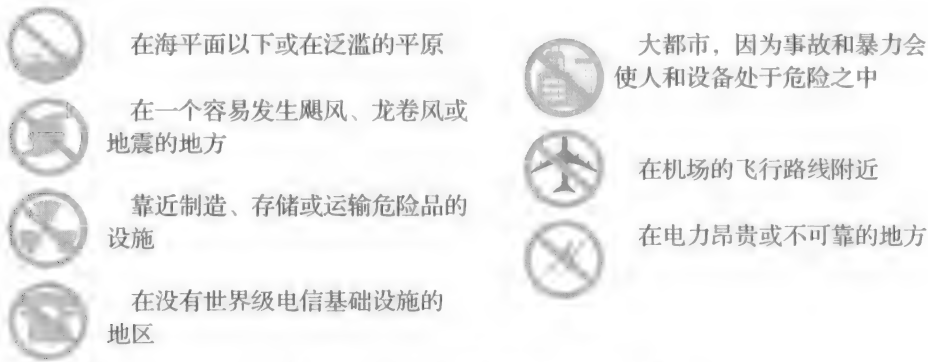 在海平面以下或在泛滥的平原
在一个容易发生飓风、龙卷风或
地震的地方
靠近制造、存储或运输危险品的
设施
在没有世界级电信基础设施的
地区
大都市，因为事故和暴力会
使人和设备处于危险之中
在机场的飞行路线附近
在电力昂贵或不可靠的地方